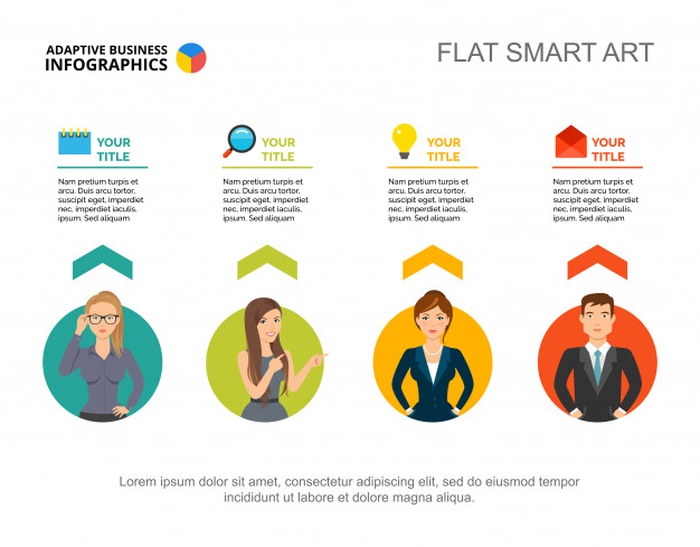 ADAPTIVE BUSINESS
INFOGRAPHICS
FLAT SMART ART
YOUR
TITLE
Nam pretium turpis et
arcu. Duis arcu tortor,
suscipit eget, imperdiet
nec, imperdiet iaculis,
ipsum. Sed aliquam
YOUR
TITLE
Nam pretium turpis et
arcu. Duis arcu tortor,
suscipit eget, imperdiet
nec, imperdiet iaculis,
ipsum. Sed aliquam
YOUR
TITLE
Nam pretium turpis et
arcu. Duis arcu tortor,
suscipit eget, imperdiet
nec, imperdiet iaculis,
ipsum. Sed aliquam
YOUR
TITLE
Nam pretium turpis et
arcu. Duis arcu tortor,
suscipit eget, imperdiet
nec, imperdiet iaculis,
ipsum. Sed aliquam
Lorem ipsum dolor sit amet, consectetur adipiscing elit, sed do eiusmod tempor
incididunt ut labore et dolore magna aliqua.